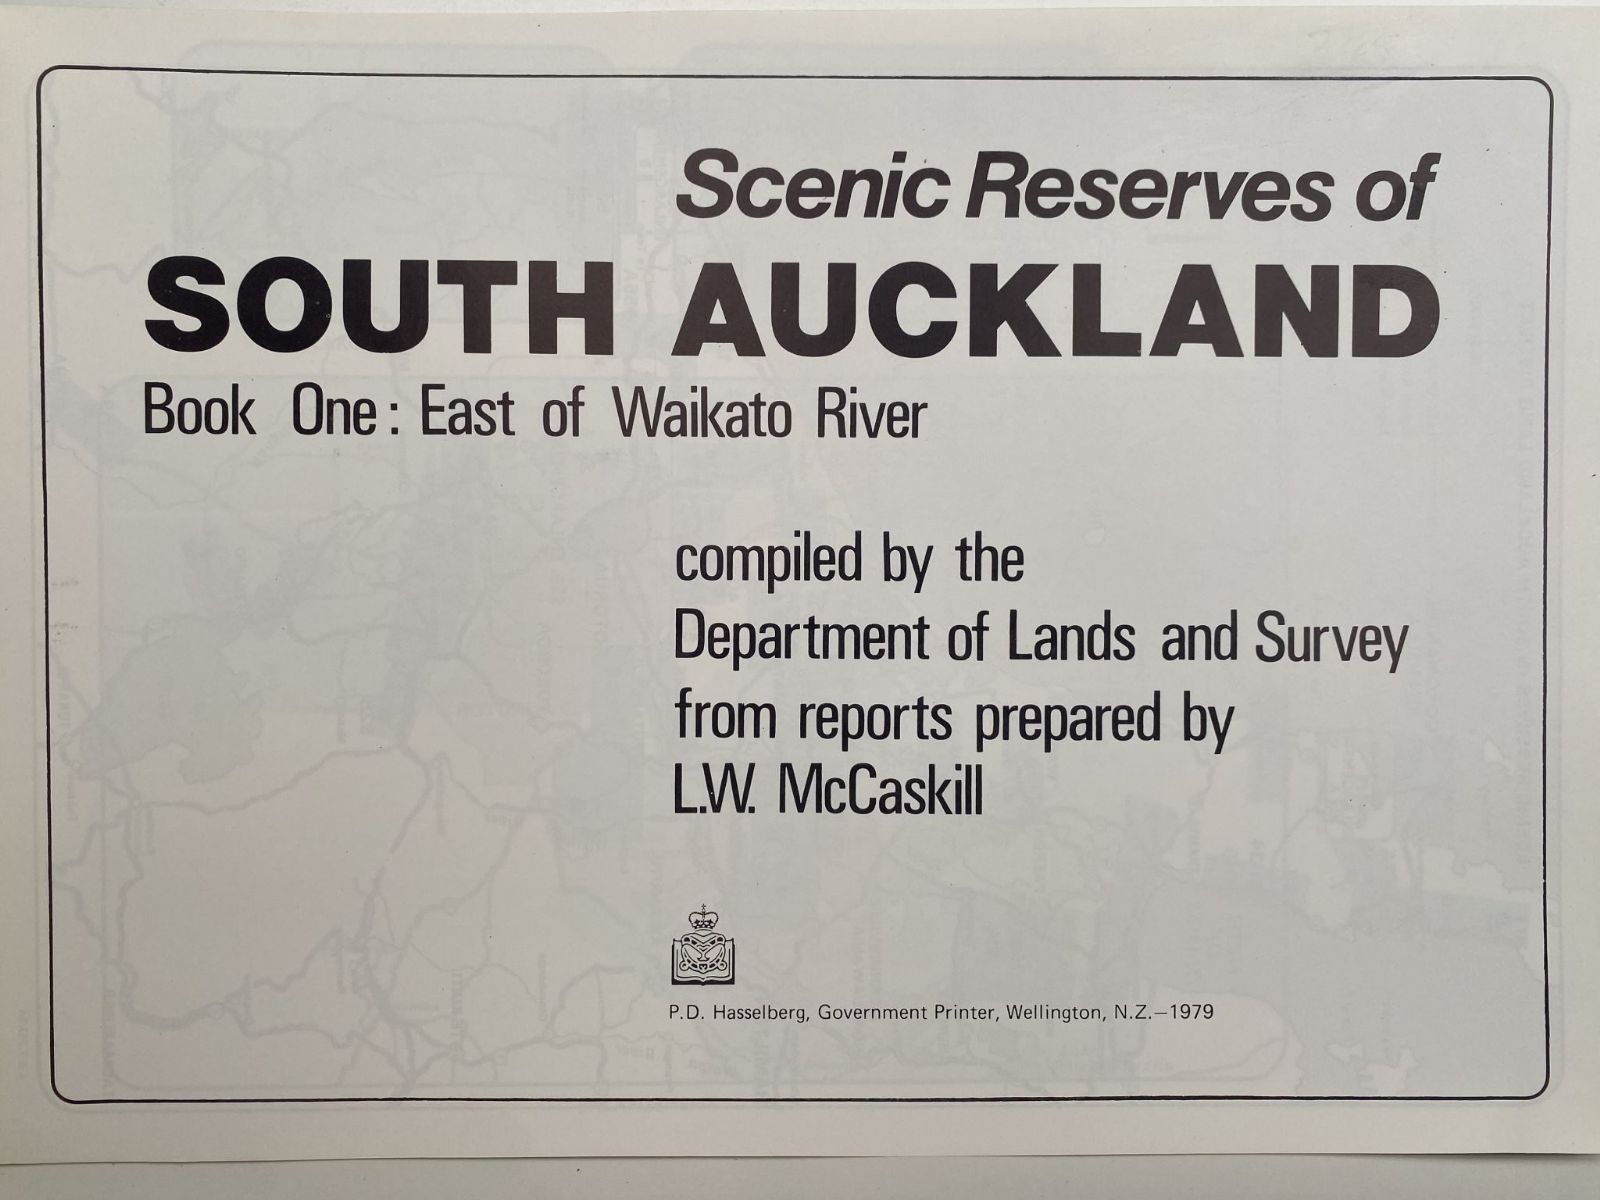 Scenic Reserves of
SOUTH AUCKLAND
Book One: East of Waikato River
compiled by the
Department of Lands and Survey
from reports prepared by
L.W. McCaskill
P.D. Hasselberg, Government Printer, Wellington, N.Z.—1979